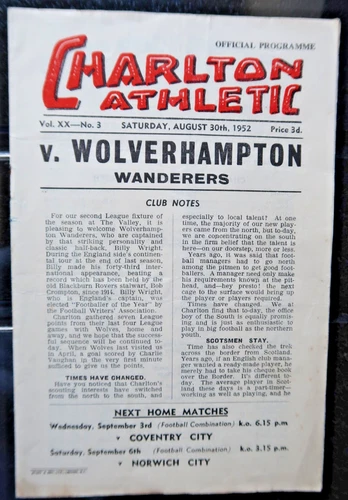 OFFICIAL PROGRAMME
CHARLTON
ATHLETIC
Vol. XX—No. 3 SATURDAY, AUGUST 30th, 1952 Price 3d.
v. WOLVERHAMPTON
WANDERERS
CLUB NOTES
For our second League fixture of
the season at The Valley, it is
pleasing to welcome Wolverhamp-
ton Wanderers, who are captained
by that striking personality and
classic half-back, Billy Wright.
During the England side's continen-
tal tour at the end of last season,
Billy made his forty-third inter-
national appearance, beating a
record which has been held by the
old Blackburn Rovers stalwart, Bob
Crompton, since 1914. Billy Wright,
who is England's captain, was
elected "Footballer of the Year" by
the Football Writers' Association.
Charlton gathered seven League
points from their last four League
games with Wolves, home and
away, and we hope that the succes-
ful sequence will be continued to-
day. When Wolves last visited us
in April, a goal scored by Charlie
Vaughan in the very first minute
sufficed to give us the points.
TIMES HAVE CHANGED.
Have you noticed that Charlton's
scouting interests have switched
from the north to the south, and
especially to local talent? At one
time, the majority of our new play-
ers came from the north, but to-day,
we are concentrating on the south
in the firm belief that the talent is
here—on our doorstep, more or less.
Years ago, it was said that foot-
ball managers had to go north
among the pitmen to get good foot-
ballers. A manager need only make
his requirements known at the pit-
head, and—hey presto! the next
cage to the surface would bring up
the player or players required.
Times have changed. We at
Charlton find that to-day, the office
boy of the South is equally promis-
ing and is just as enthusiastic to
play in big football as the northern
youth.
SCOTSMEN STAY.
Time has also checked the trek
across the border from Scotland.
Years ago, if an English club mana-
ger wanted a ready-made player, he
merely had to take his cheque book
over the border. It's different to-
day. The average player in Scot-
land these days is a part-timer—
working as well as playing, and he
NEXT HOME MATCHES
Wednesday, September 3rd (Football Combination) k.o. 6.15 p.m
v COVENTRY CITY
Saturday, September 6th (Football Combination) k.o. 3.15 p.m.
v NORWICH CITY